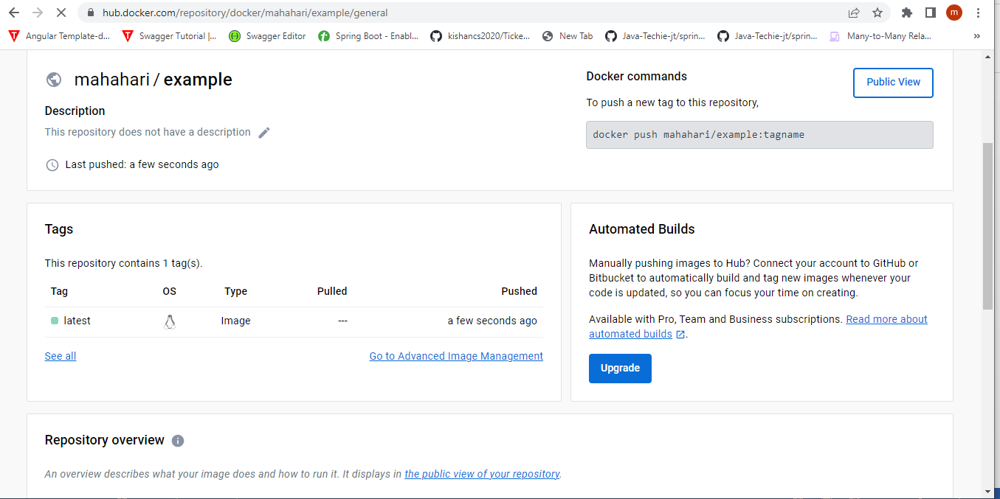 hub.docker.com/repository/docker/mahahari/example/general
m
Angular Template-d...
Swagger Tutorial |...
Swagger Editor
Spring Boot - Enabl...
kishancs2020/Ticke...
New Tab
Java-Techie-jt/sprin...
Java-Techie-jt/sprin...
Many-to-Many Rela...
»
mahahari / example
Description
This repository does not have a description
Last pushed: a few seconds ago
Docker commands
Public View
To push a new tag to this repository,
docker push mahahari/example:tagname
Tags
This repository contains 1 tag(s).
Tag OS Type Pulled Pushed
latest Image --- a few seconds ago
See all Go to Advanced Image Management
Automated Builds
Manually pushing images to Hub? Connect your account to GitHub or
Bitbucket to automatically build and tag new images whenever your
code is updated, so you can focus your time on creating.
Available with Pro, Team and Business subscriptions. Read more about
automated builds .
Upgrade
Repository overview
An overview describes what your image does and how to run it. It displays in the public view of your repository.